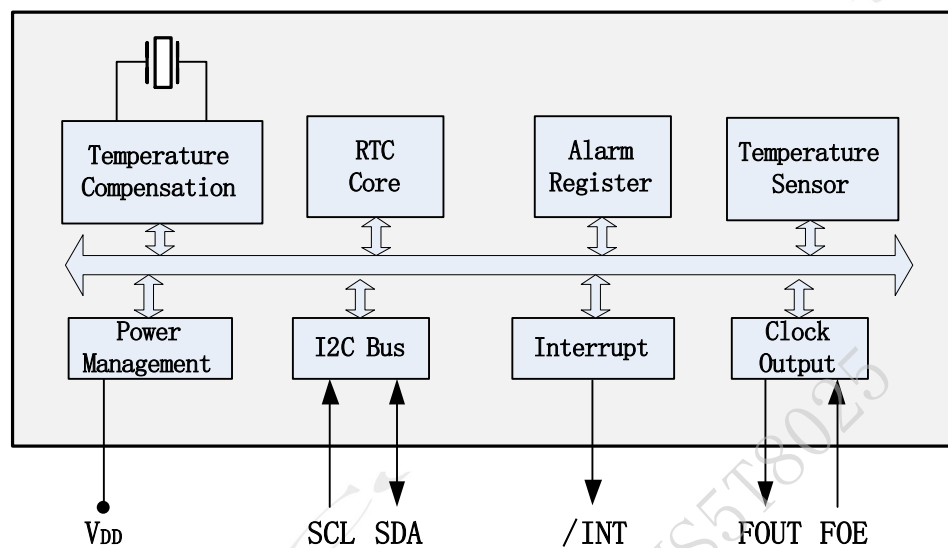 Temperature
Compensation
RTC
Core
Alarm
Register
Temperature
Sensor
Power
Management
I2C Bus
Interrupt
Clock
Output
VDD
SCL SDA
/INT
FOUT FOE